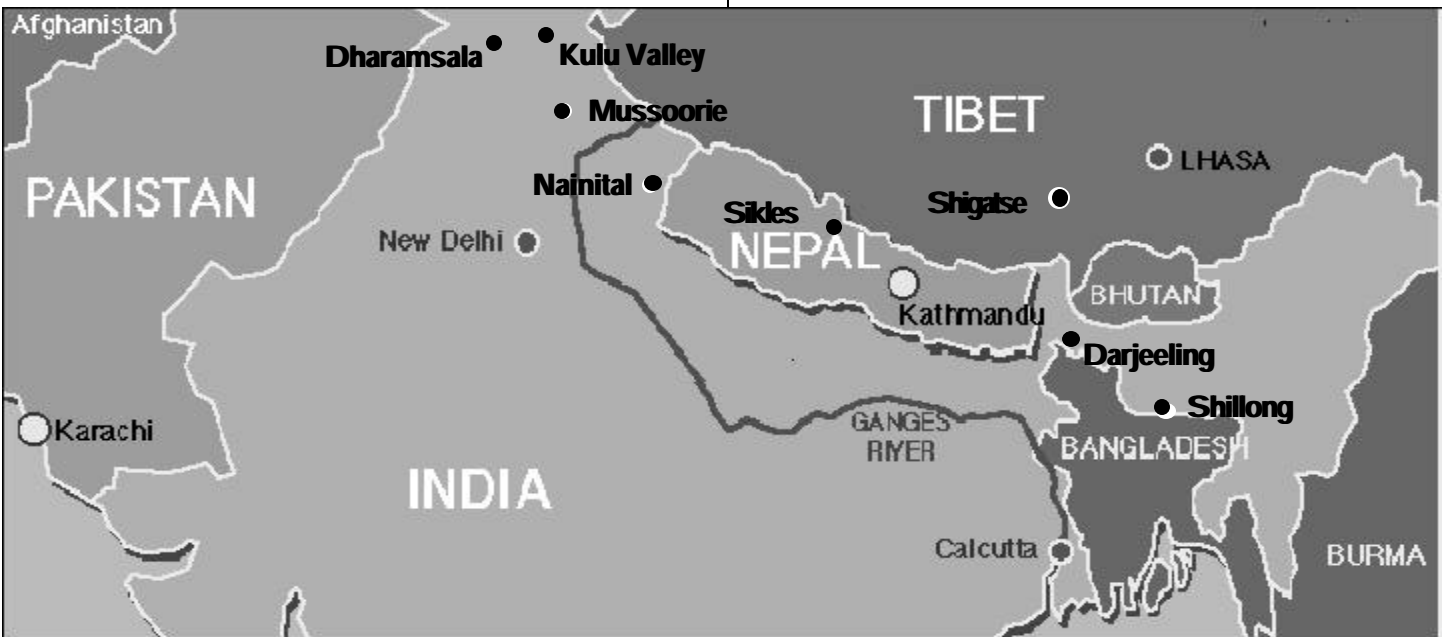 Afghanistan
Dharamsala
Kulu Valley
Mussoorie
TIBET
LHASA
PAKISTAN
Nainital
Sikles
Shigatse
New Delhi
NEPAL
BHUTAN
Kathmandu
Darjeeling
Shillong
Karachi
GANGES
RIVER
BANGLADESH
INDIA
Calcutta
BURMA